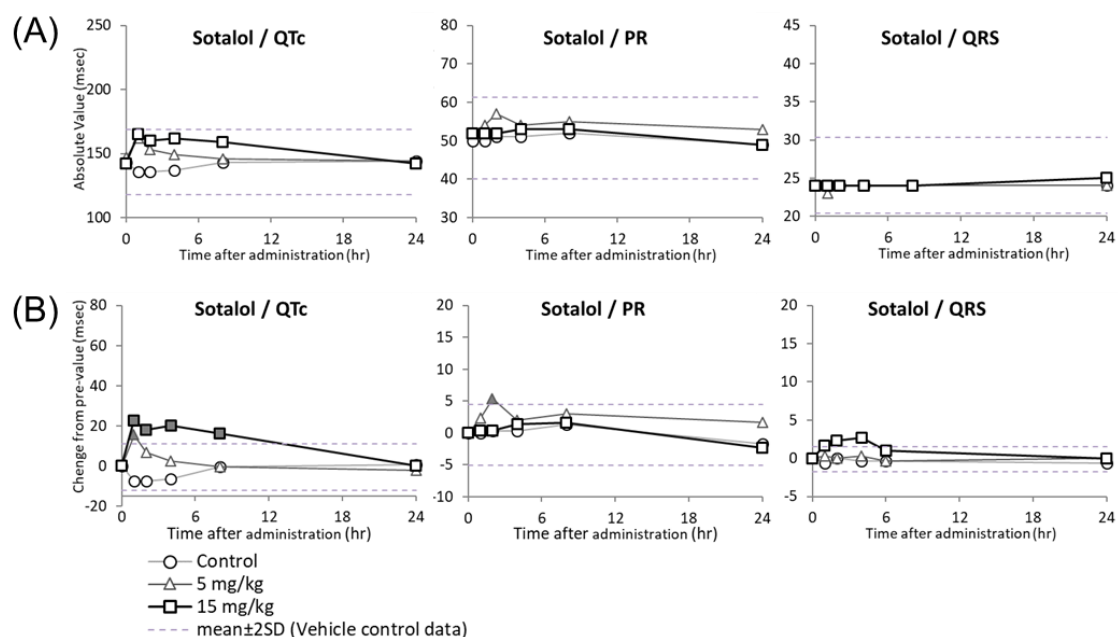 (A)
Sotalol / QTc
Absolute Value (msec)
250
200
150
100
0 6 12 18 24
Time after administration (hr)
Sotalol / PR
80
70
60
50
40
30
0 6 12 18 24
Time after administration (hr)
Sotalol / QRS
45
40
35
30
25
20
0 6 12 18 24
Time after administration (hr)
(B)
Sotalol / QTc
Chenge from pre-value (msec)
80
60
40
20
0
-20
0 6 12 18 24
Time after administration (hr)
Sotalol / PR
20
15
10
5
0
-5
-10
0 6 12 18 24
Time after administration (hr)
Sotalol / QRS
20
15
10
5
0
-5
0 6 12 18 24
Time after administration (hr)
Control
5 mg/kg
15 mg/kg
mean±2SD (Vehicle control data)